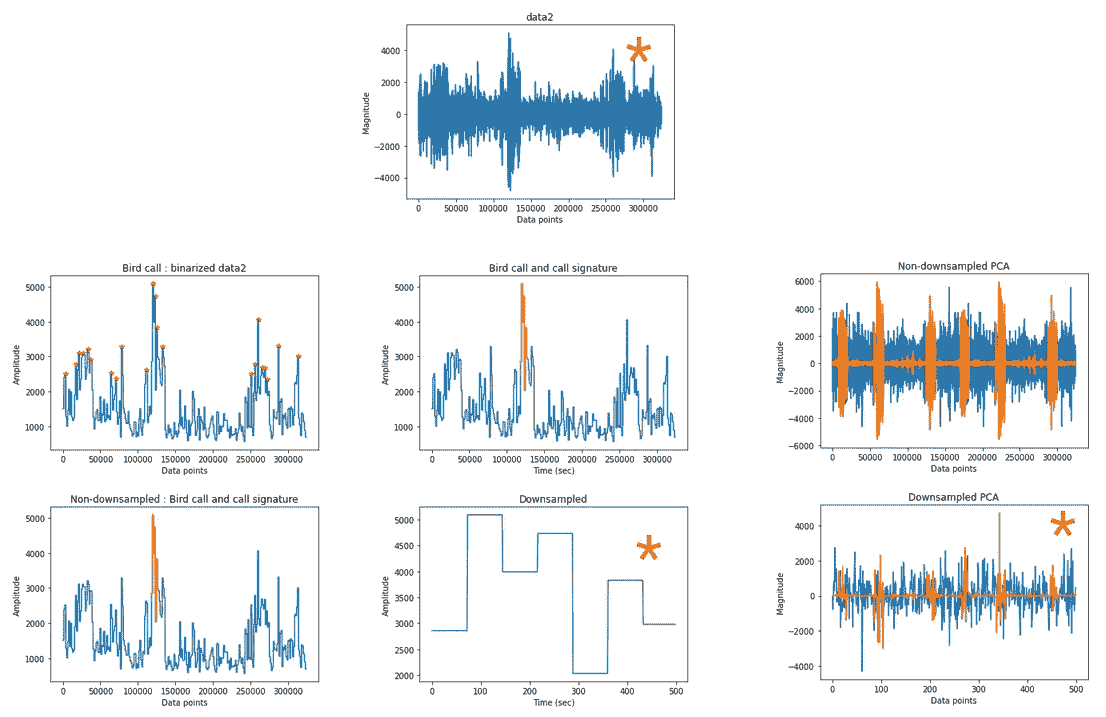 data2
4000
2000
0
−2000
−4000
Magnitude
0 50000 100000 150000 200000 250000 300000
Data points
Bird call : binarized data2
5000
4000
3000
2000
1000
Amplitude
0 50000 100000 150000 200000 250000 300000
Data points
Bird call and call signature
5000
4000
3000
2000
1000
Amplitude
0 50000 100000 150000 200000 250000 300000
Time (sec)
Non-downsampled PCA
6000
4000
2000
0
−2000
−4000
−6000
Magnitude
0 50000 100000 150000 200000 250000 300000
Data points
Non-downsampled : Bird call and call signature
5000
4000
3000
2000
1000
Amplitude
0 50000 100000 150000 200000 250000 300000
Data points
Downsampled
5000
4500
4000
3500
3000
2500
2000
Amplitude
0 100 200 300 400 500
Time (sec)
Downsampled PCA
4000
2000
0
−2000
−4000
Magnitude
0 100 200 300 400 500
Data points